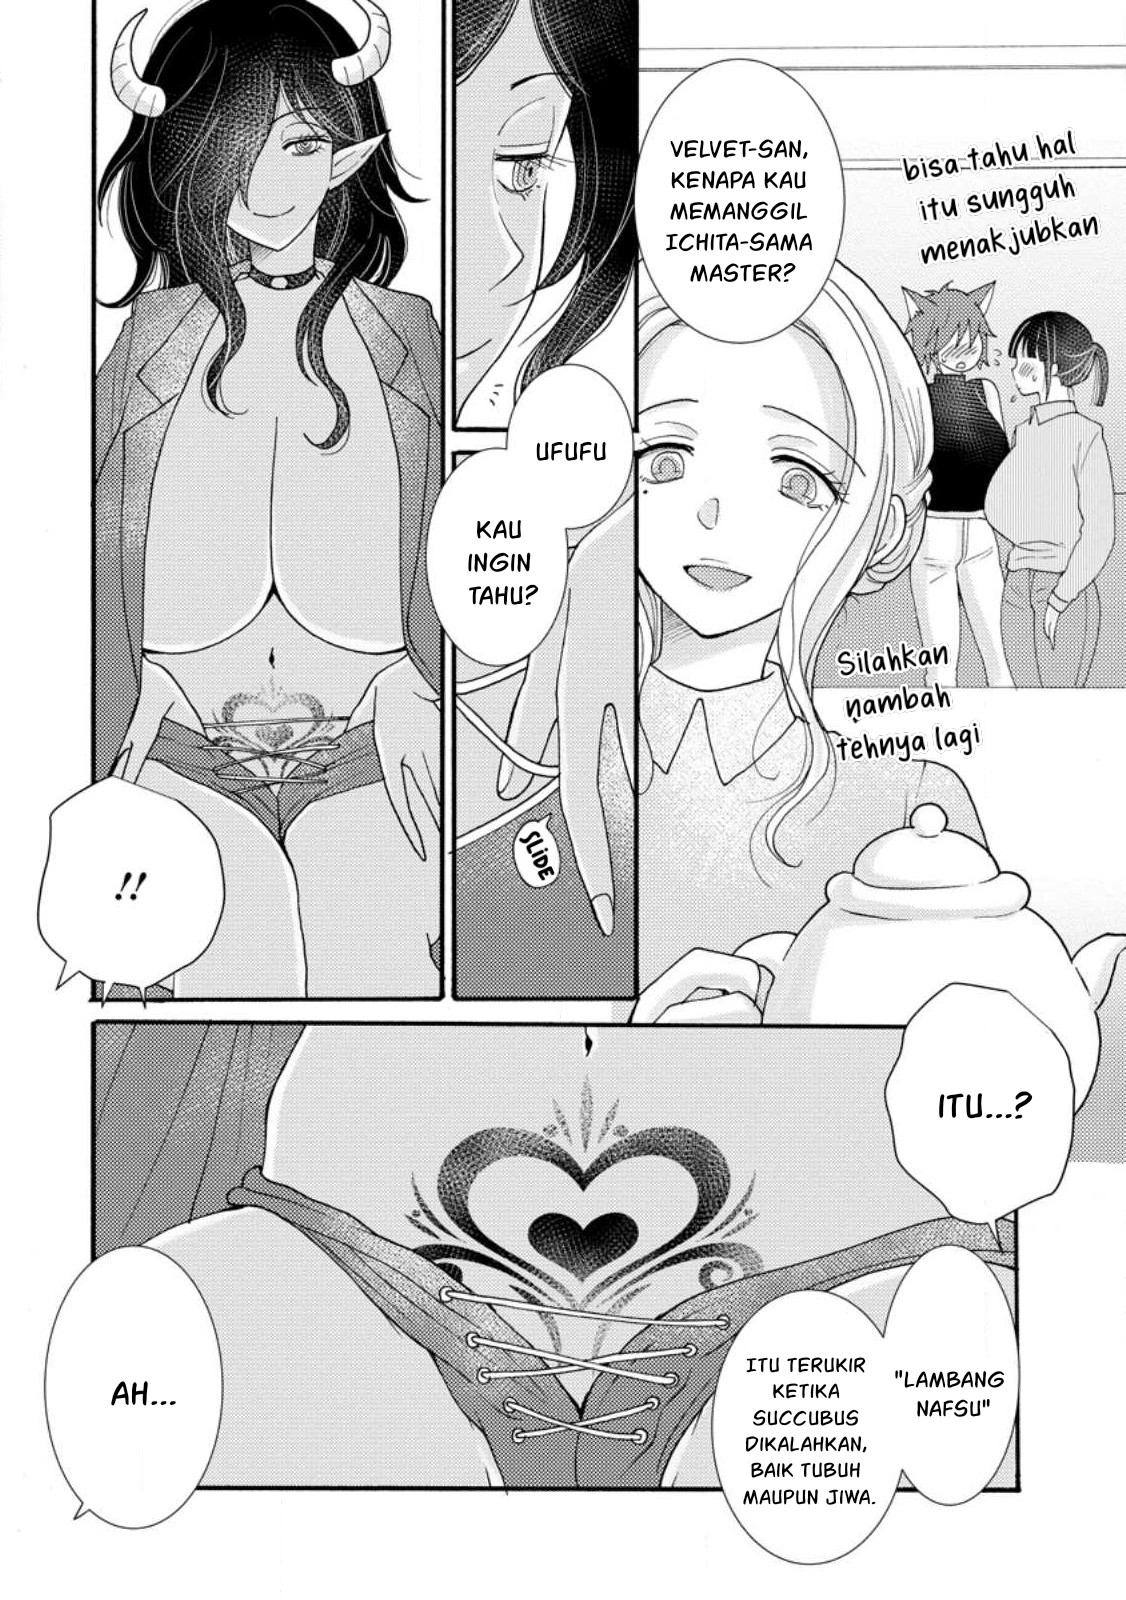 VELVET-SAN,
KENAPA KAU
MEMANGGIL
ICHITA-SAMA
MASTER?
bisa tahu hal
itu sungguh
menakjubkan
Silahkan
nambah
tehnya lagi
UFUFU
KAU
INGIN
TAHU?
SLIDE
!!
ITU...?
"LAMBANG
NAFSU"
ITU TERUKIR
KETIKA
SUCCUBUS
DIKALAHKAN,
BAIK TUBUH
MAUPUN JIWA.
AH...